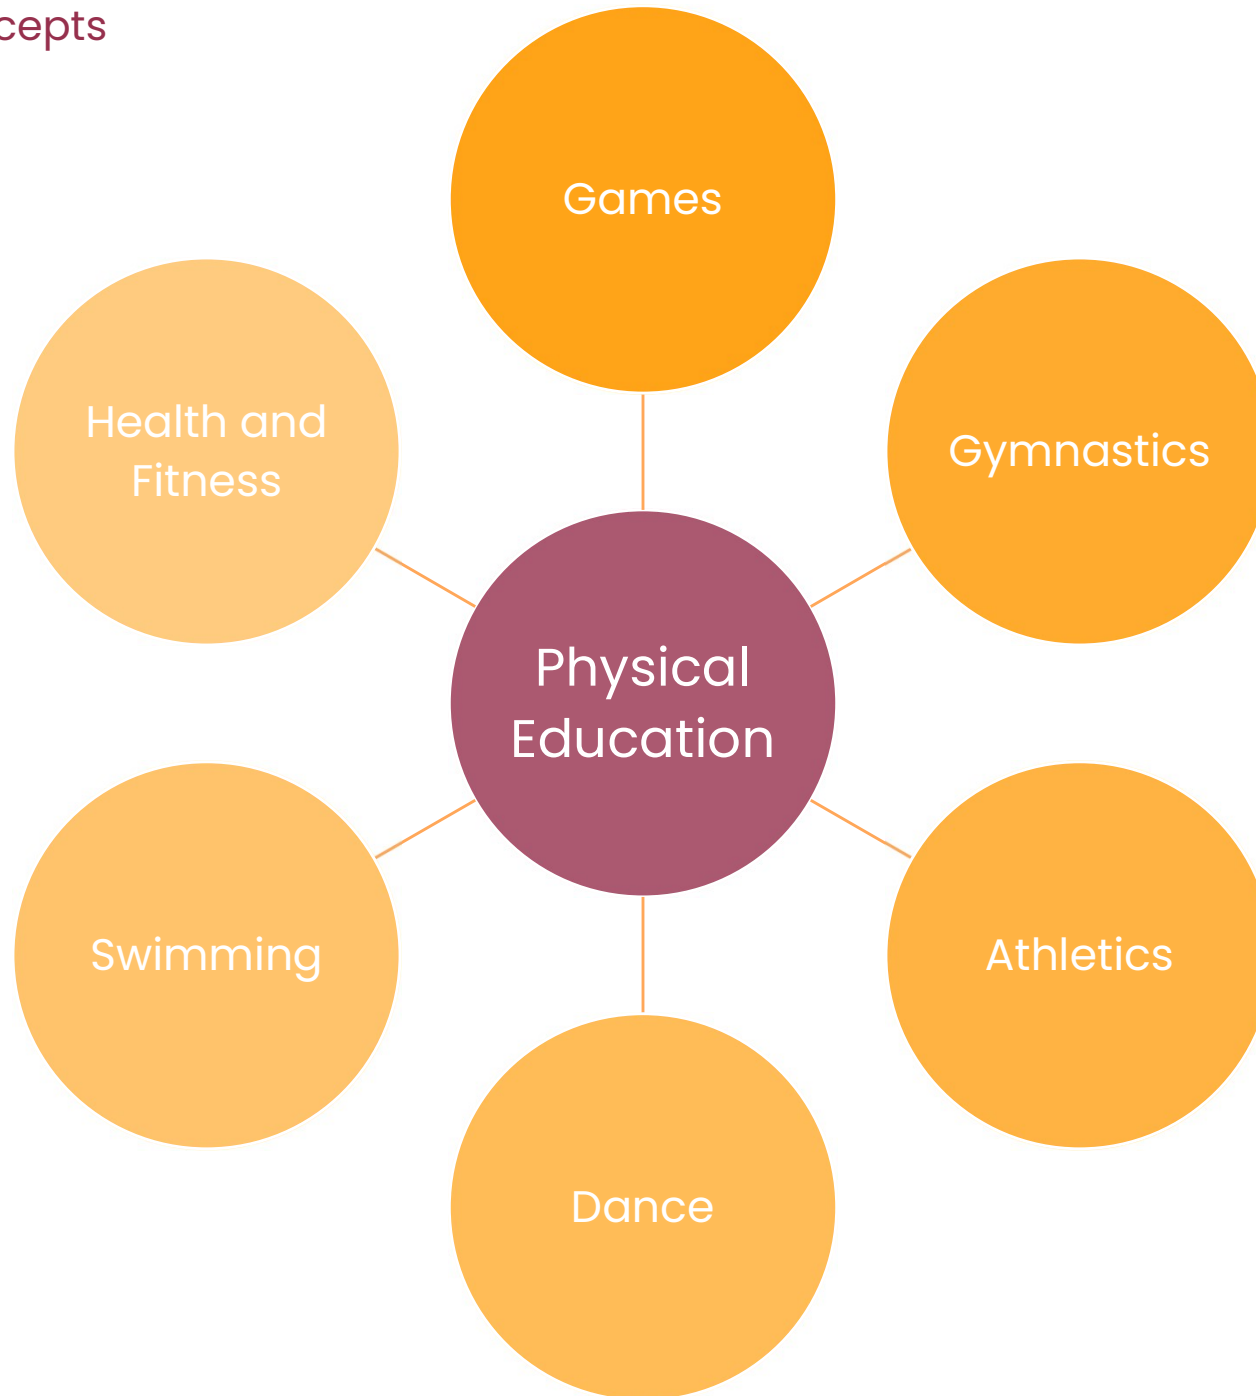 cepts
Games
Health and
Fitness
Gymnastics
Physical
Education
Swimming
Athletics
Dance